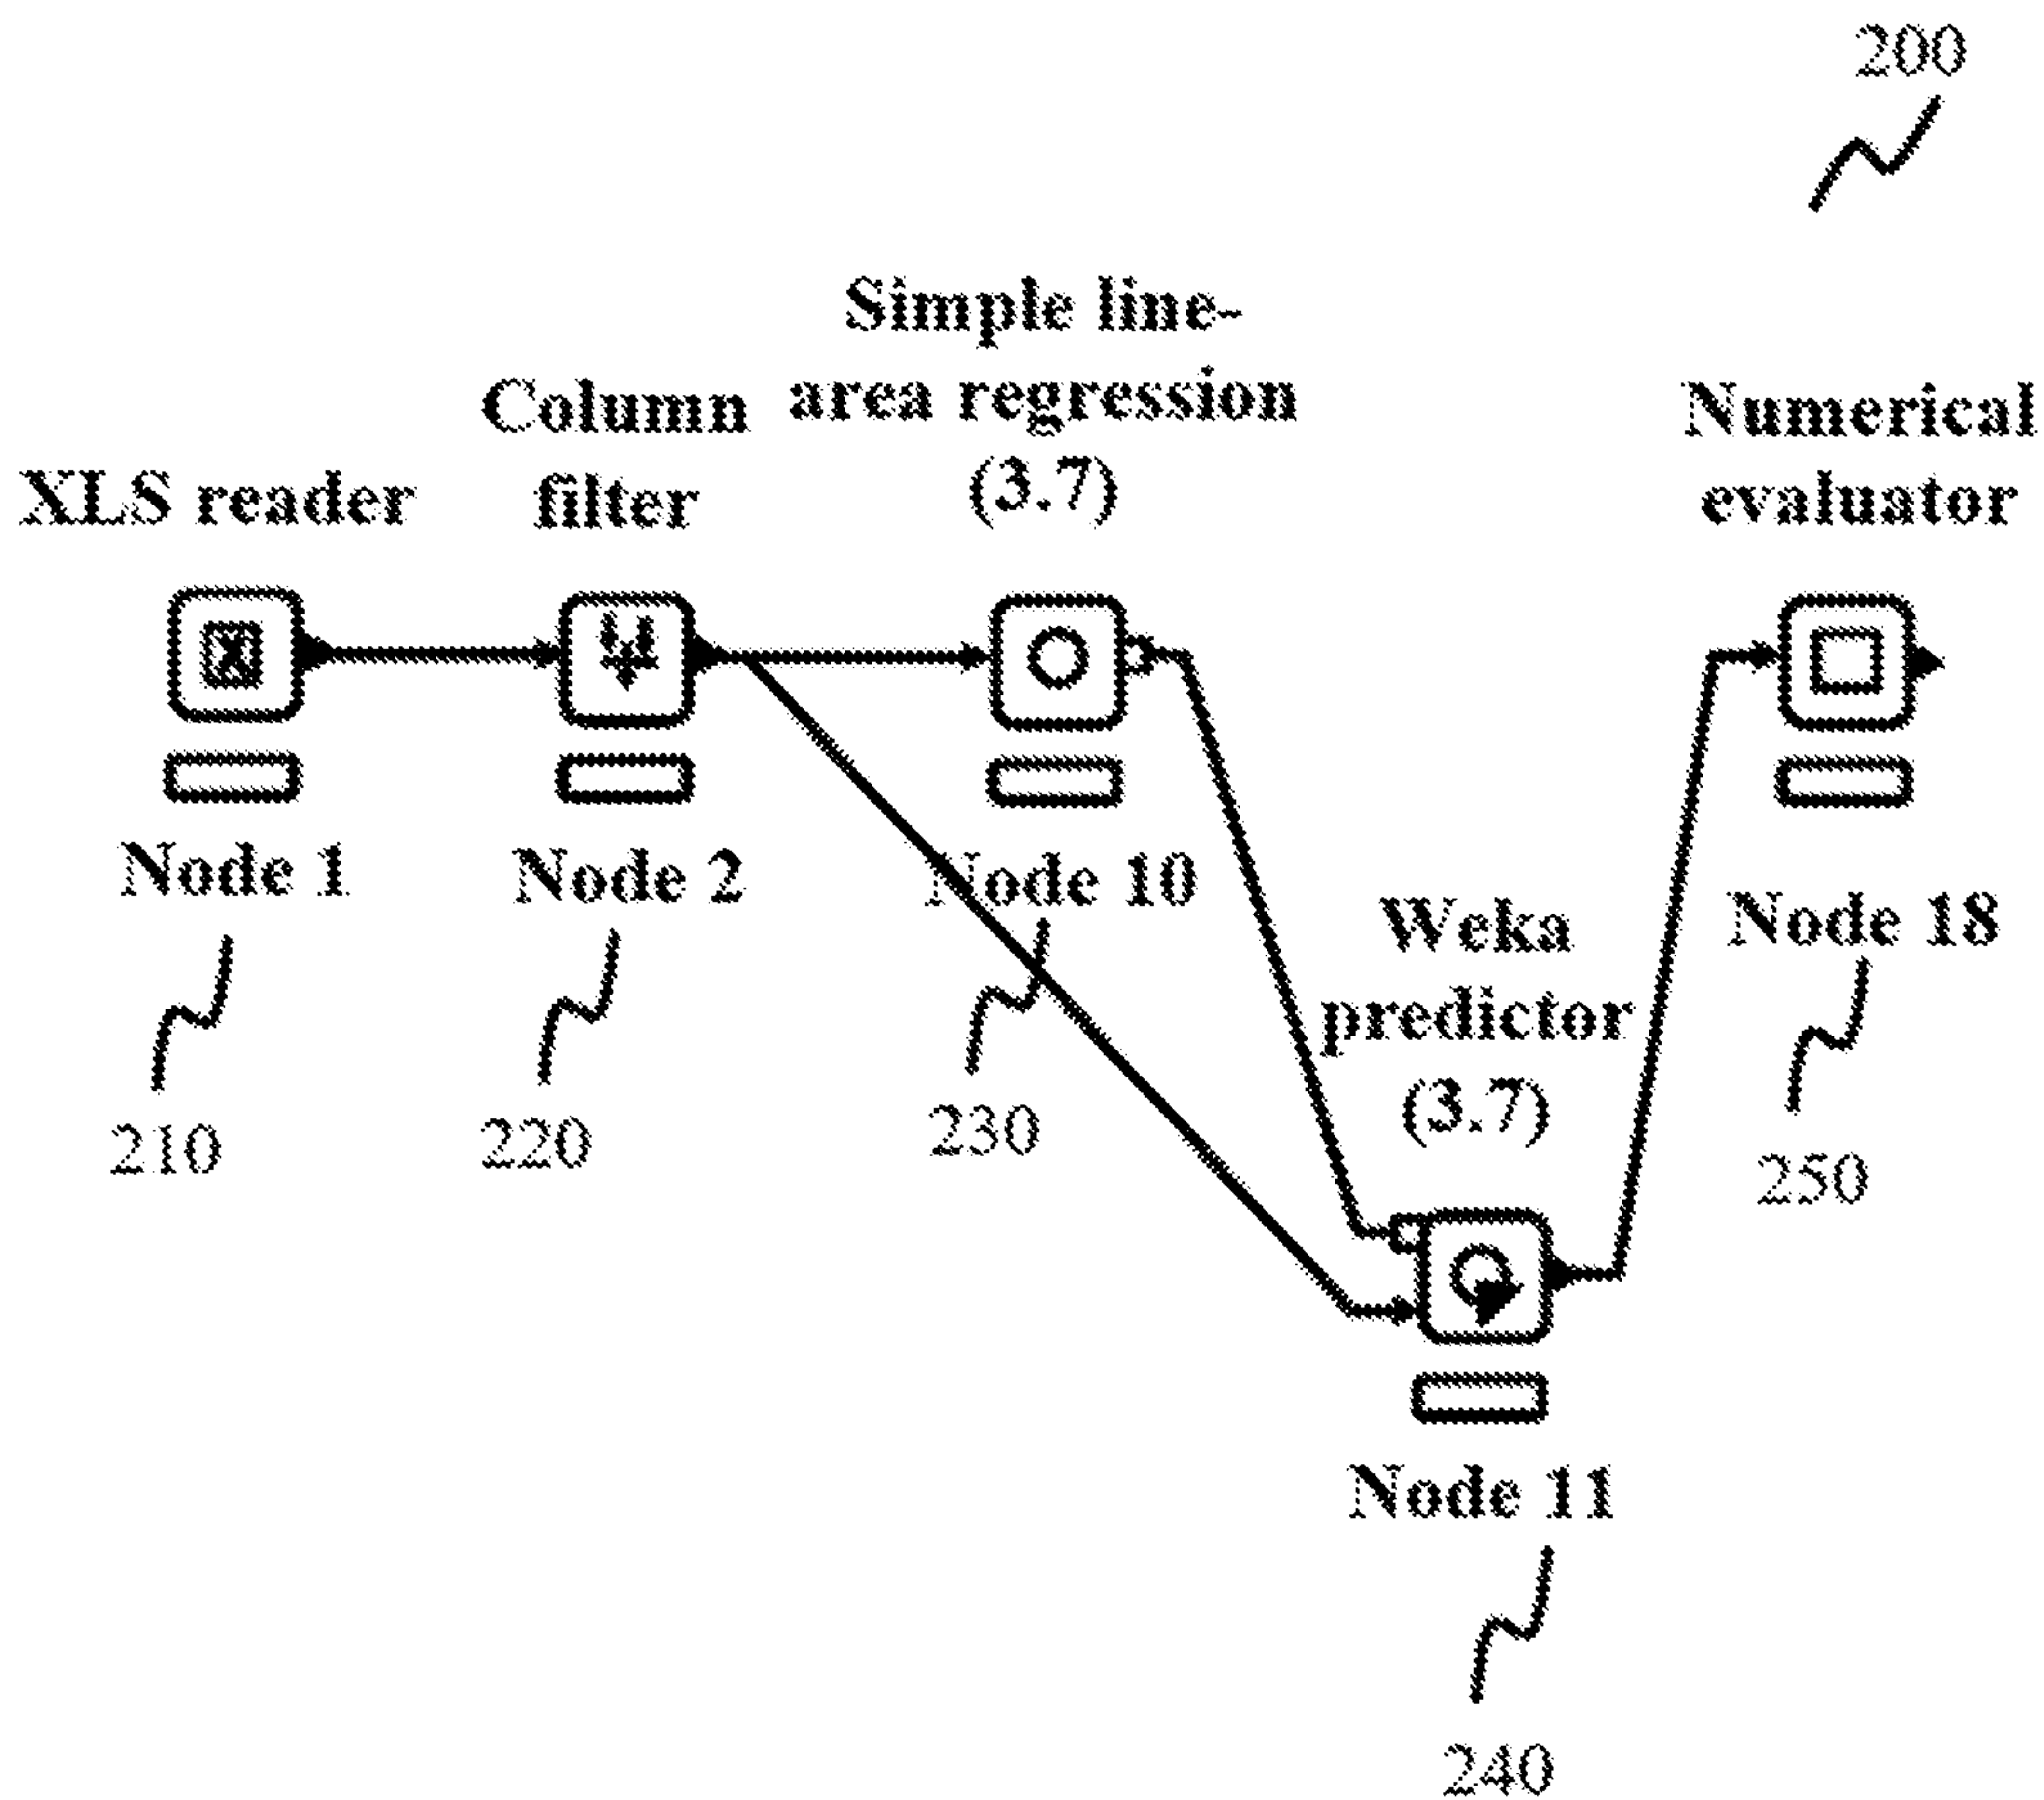 200
XLS reader
Column
filter
Simple line-
area regression
(3.7)
Numerical
evaluator
Node 1
Node 2
Node 10
Weka
predictor
(3.7)
Node 18
210
220
230
250
Node 11
240